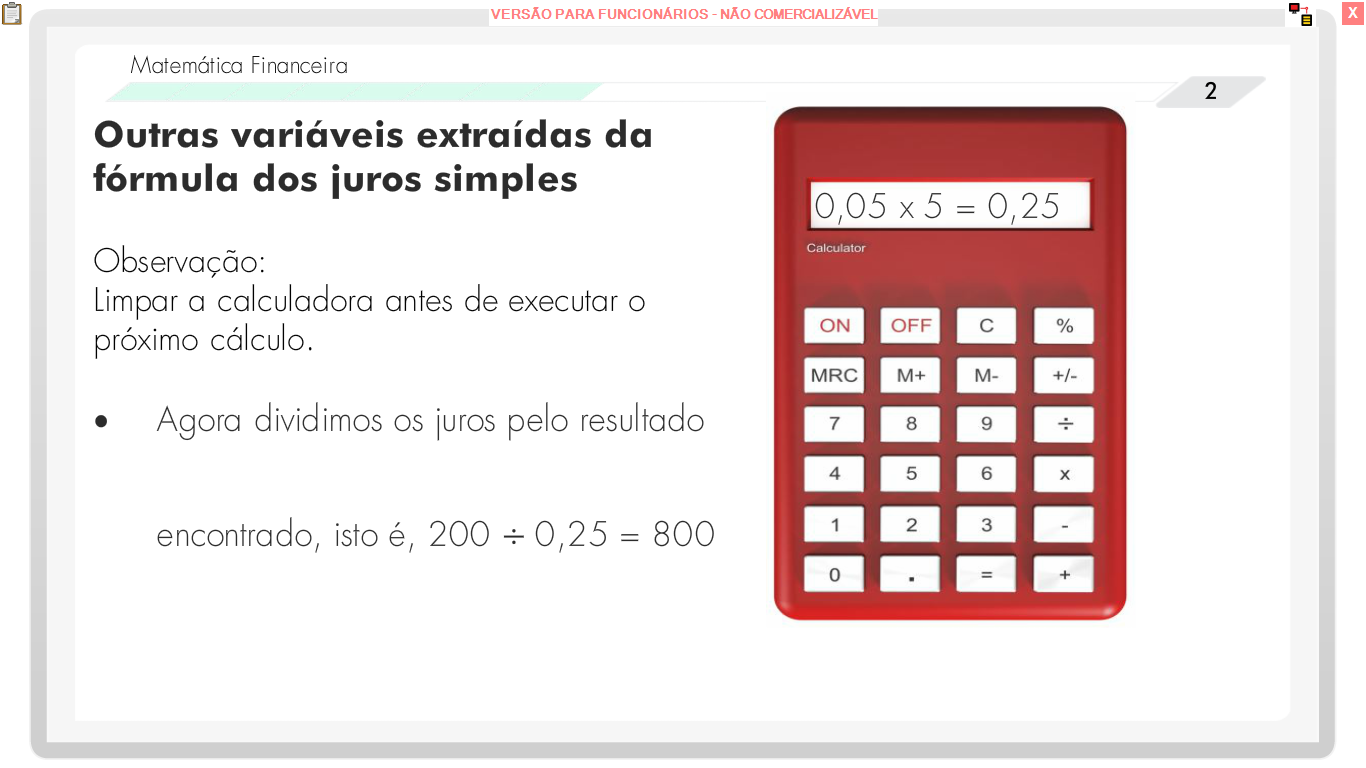 VERSÃO PARA FUNCIONÁRIOS - NÃO COMERCIALIZÁVEL
X
Matemática Financeira
2
Outras variáveis extraídas da
fórmula dos juros simples
Observação:
Limpar a calculadora antes de executar o
próximo cálculo.
• Agora dividimos os juros pelo resultado
encontrado, isto é, 200 ÷ 0,25 = 800
0,05 x 5 = 0,25
Calculator
ON OFF C %
MRC M+ M- +/-
7 8 9 ÷
4 5 6 x
1 2 3 -
0 . = +